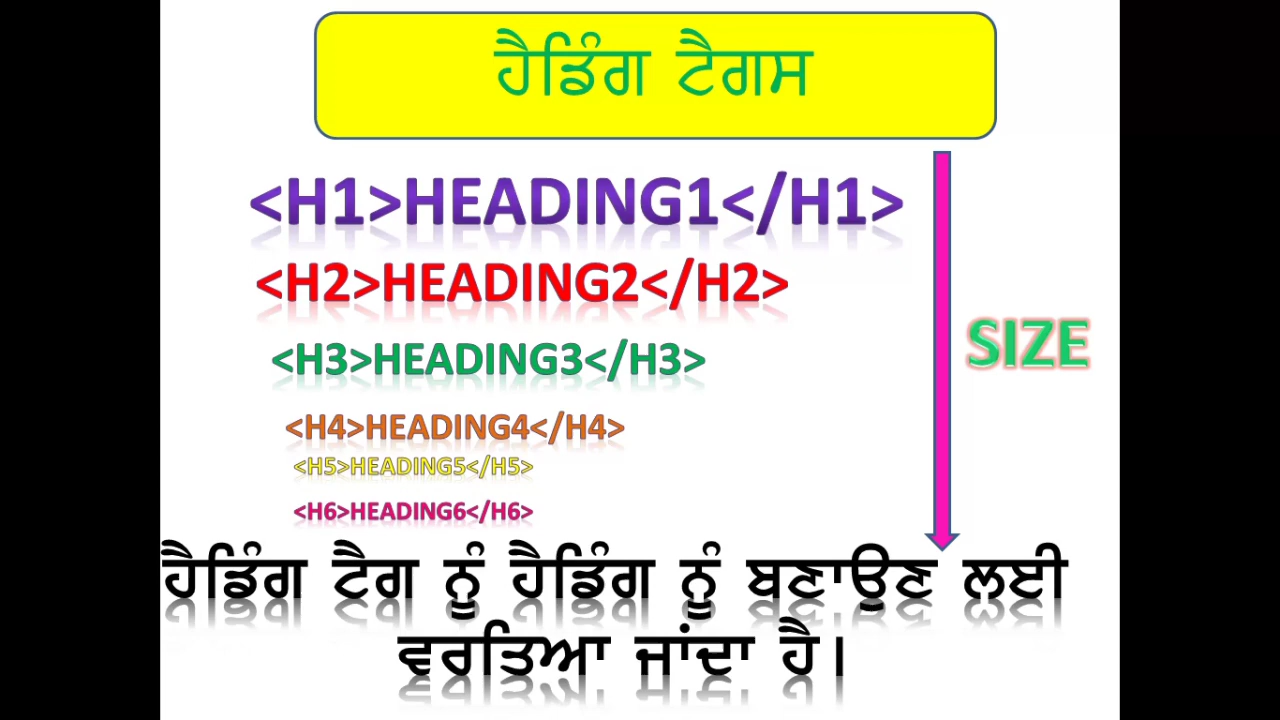 ਹੈਡਿੰਗ ਟੈਗਸ
<H1>HEADING1</H1>
<H2>HEADING2</H2>
<H3>HEADING3</H3>
SIZE
<H4>HEADING4</H4>
<H5>HEADING5</H5>
<H6>HEADING6</H6>
ਹੈਡਿੰਗ ਟੈਗ ਨੂੰ ਹੈਡਿੰਗ ਨੂੰ ਬਣਾਉਣ ਲਈ
ਵਰਤਿਆ ਜਾਂਦਾ ਹੈ।